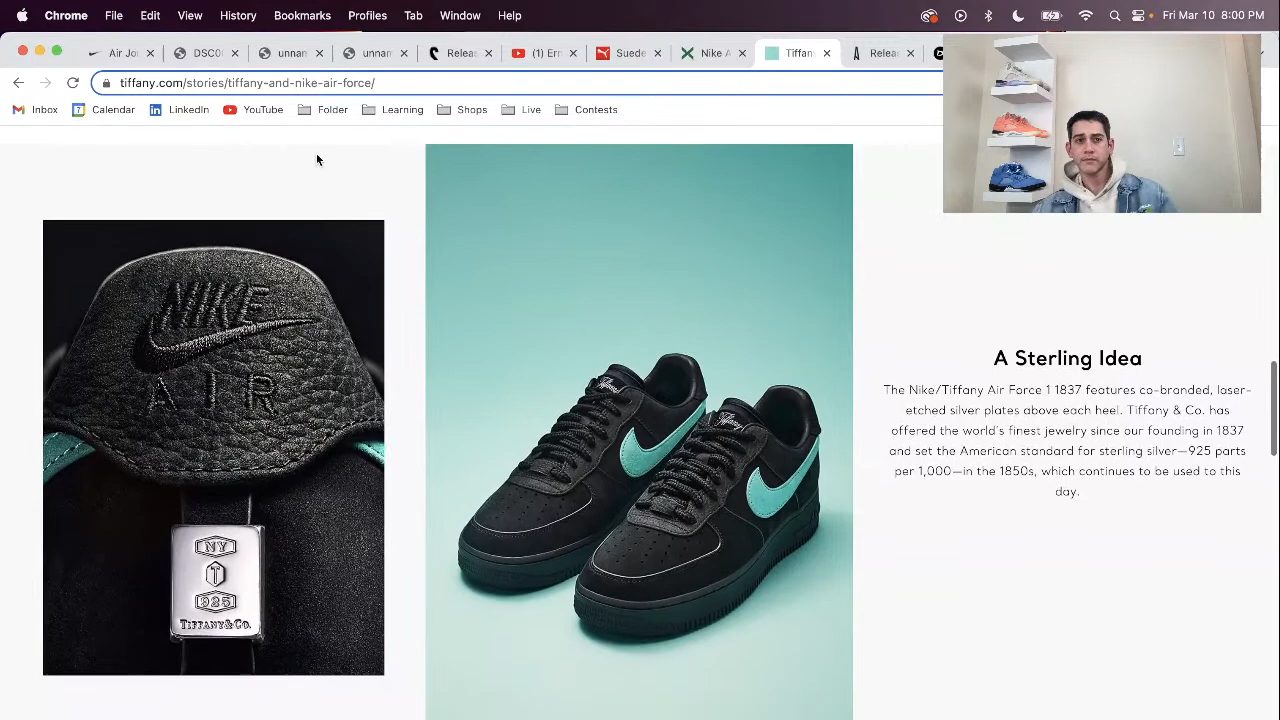 Chrome File Edit View History Bookmarks Profiles Tab Window Help Fri Mar 10 8:00 PM
Air Jo DSC0 unnam unnam Relea (1) Err Suede Nike A Tiffan Relea
tiffany.com/stories/tiffany-and-nike-air-force/
Inbox Calendar LinkedIn YouTube Folder Learning Shops Live Contests
NIKE
AIR
NY
T
925
TIFFANY&CO.
Tiffany
Tiffany
A Sterling Idea
The Nike/Tiffany Air Force 1 1837 features co-branded, laser-
etched silver plates above each heel. Tiffany & Co. has
offered the world's finest jewelry since our founding in 1837
and set the American standard for sterling silver—925 parts
per 1,000—in the 1850s, which continues to be used to this
day.